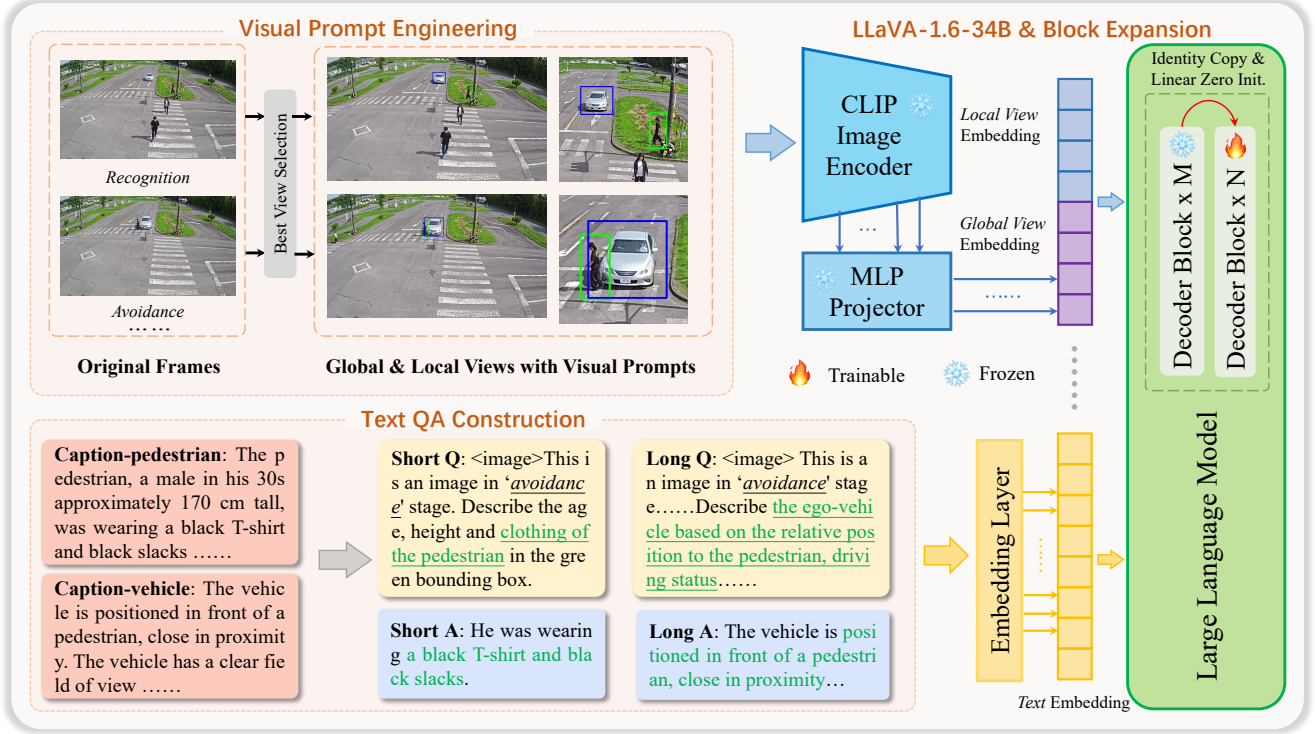 Visual Prompt Engineering
Recognition
Avoidance
... ...
Original Frames
Best View Selection
Global & Local Views with Visual Prompts
LLaVA-1.6-34B & Block Expansion
CLIP
Image
Encoder
...
MLP
Projector
Local View
Embedding
Global View
Embedding
......
Trainable
Frozen
Identity Copy &
Linear Zero Init.
Decoder Block x M
Decoder Block x N
Large Language Model
Text QA Construction
Caption-pedestrian: The p
edestrian, a male in his 30s
approximately 170 cm tall,
was wearing a black T-shirt
and black slacks ……
Caption-vehicle: The vehic
le is positioned in front of a
pedestrian, close in proximit
y. The vehicle has a clear fie
ld of view ……
Short Q: <image>This i
s an image in ‘avoidanc
e' stage. Describe the ag
e, height and clothing of
the pedestrian in the gre
en bounding box.
Short A: He was wearin
g a black T-shirt and bla
ck slacks.
Long Q: <image> This is a
n image in ‘avoidance' stag
e……Describe the ego-vehi
cle based on the relative pos
ition to the pedestrian, drivi
ng status……
Long A: The vehicle is posi
tioned in front of a pedestri
an, close in proximity…
Embedding Layer
Text Embedding